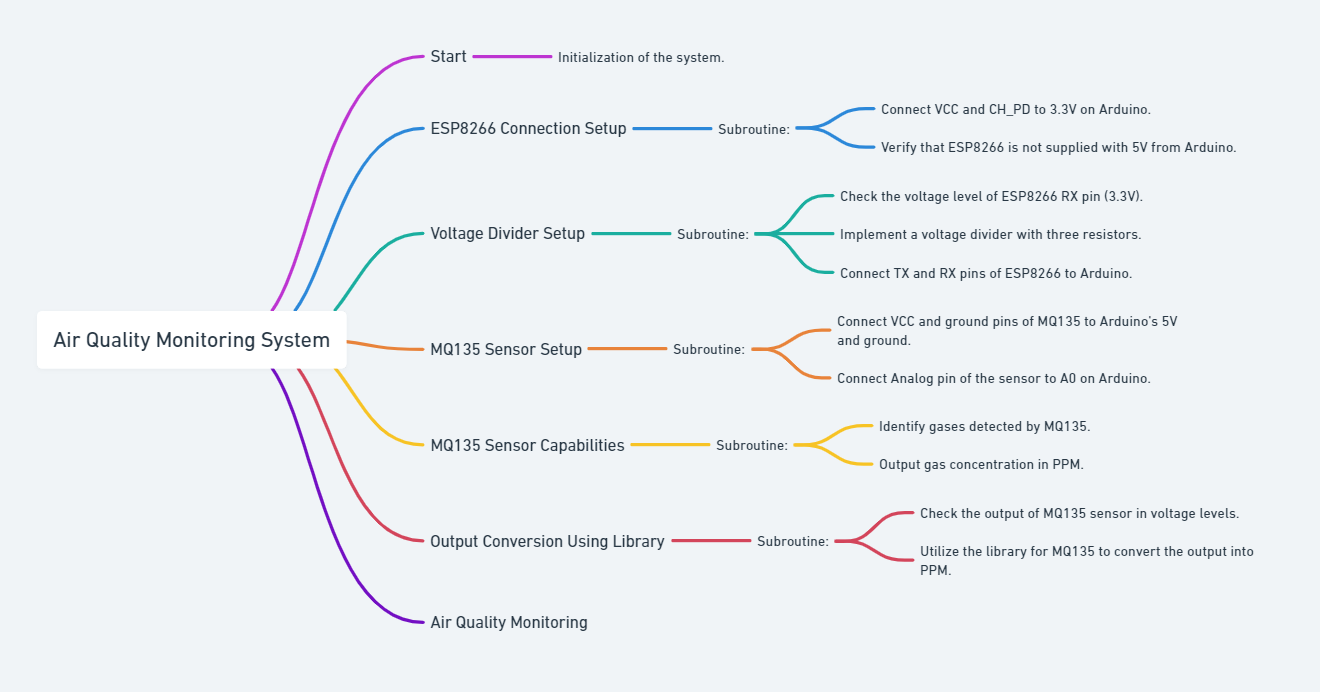 Air Quality Monitoring System
Start
Initialization of the system.
ESP8266 Connection Setup
Subroutine:
Connect VCC and CH_PD to 3.3V on Arduino.
Verify that ESP8266 is not supplied with 5V from Arduino.
Voltage Divider Setup
Subroutine:
Check the voltage level of ESP8266 RX pin (3.3V).
Implement a voltage divider with three resistors.
Connect TX and RX pins of ESP8266 to Arduino.
MQ135 Sensor Setup
Subroutine:
Connect VCC and ground pins of MQ135 to Arduino's 5V
and ground.
Connect Analog pin of the sensor to A0 on Arduino.
MQ135 Sensor Capabilities
Subroutine:
Identify gases detected by MQ135.
Output gas concentration in PPM.
Output Conversion Using Library
Subroutine:
Check the output of MQ135 sensor in voltage levels.
Utilize the library for MQ135 to convert the output into
PPM.
Air Quality Monitoring